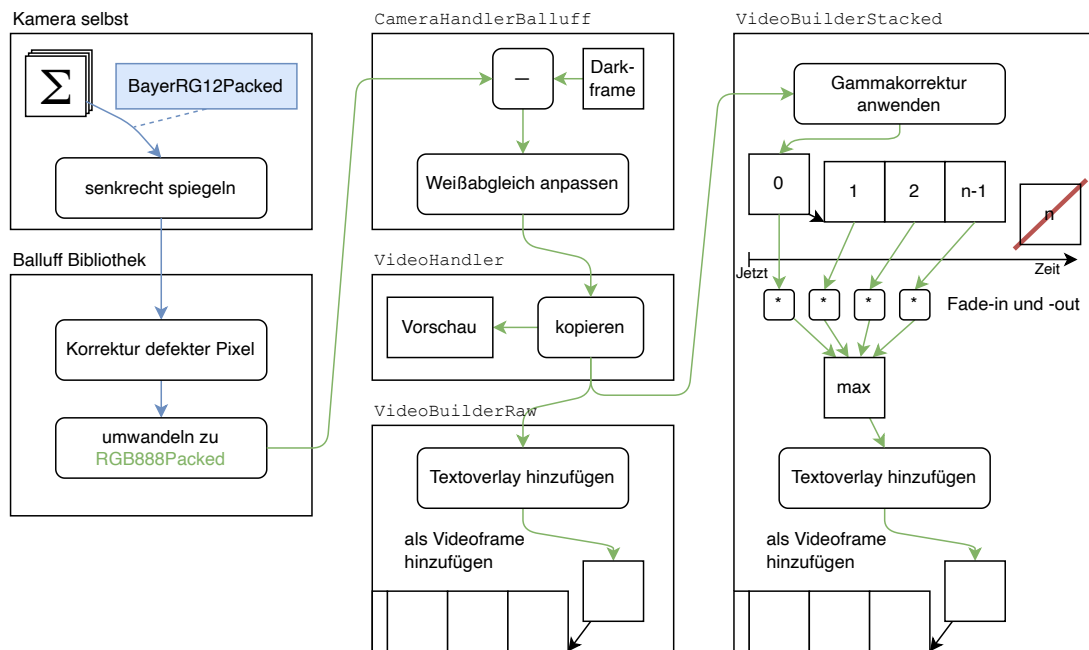 Kamera selbst
Σ
BayerRG12Packed
senkrecht spiegeln
Balluff Bibliothek
Korrektur defekter Pixel
umwandeln zu
RGB888Packed
CameraHandlerBalluff
−
Dark-
frame
Weißabgleich anpassen
VideoHandler
Vorschau
kopieren
VideoBuilderRaw
Textoverlay hinzufügen
als Videoframe
hinzufügen
VideoBuilderStacked
Gammakorrektur
anwenden
0
1
2
n-1
n
Jetzt
Zeit
*
*
*
*
Fade-in und -out
max
Textoverlay hinzufügen
als Videoframe
hinzufügen